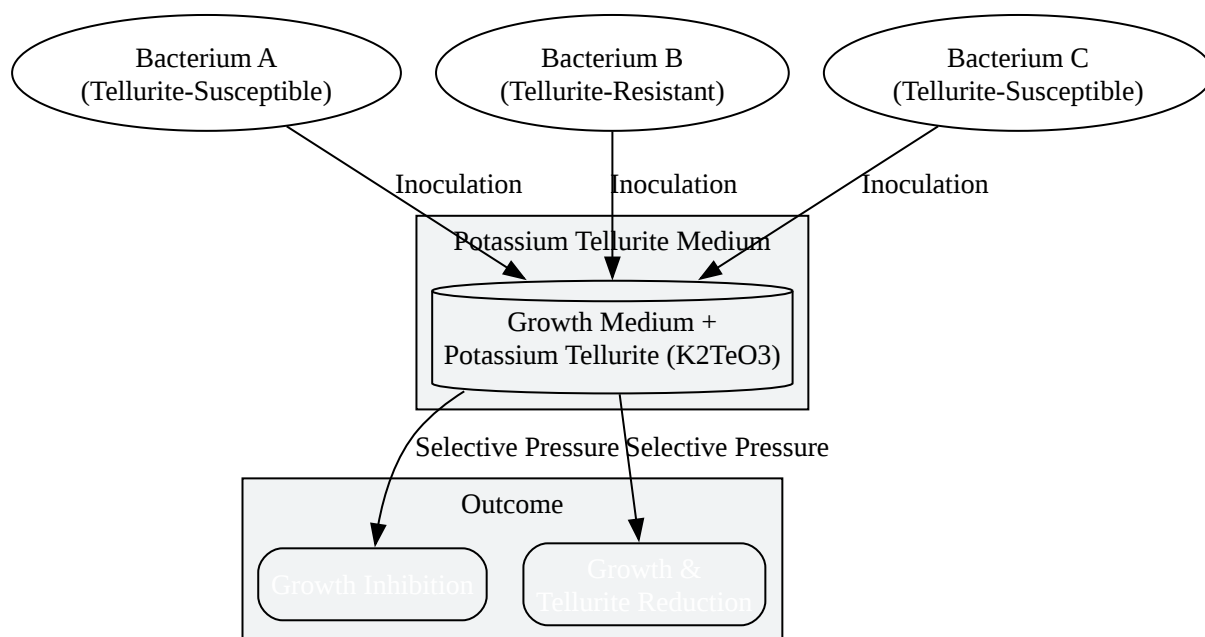 Bacterium A
(Tellurite-Susceptible)
Bacterium B
(Tellurite-Resistant)
Bacterium C
(Tellurite-Susceptible)
Inoculation
Inoculation
Inoculation
Potassium Tellurite Medium
Growth Medium +
Potassium Tellurite (K2TeO3)
Selective Pressure
Selective Pressure
Outcome
Growth Inhibition
Growth &
Tellurite Reduction